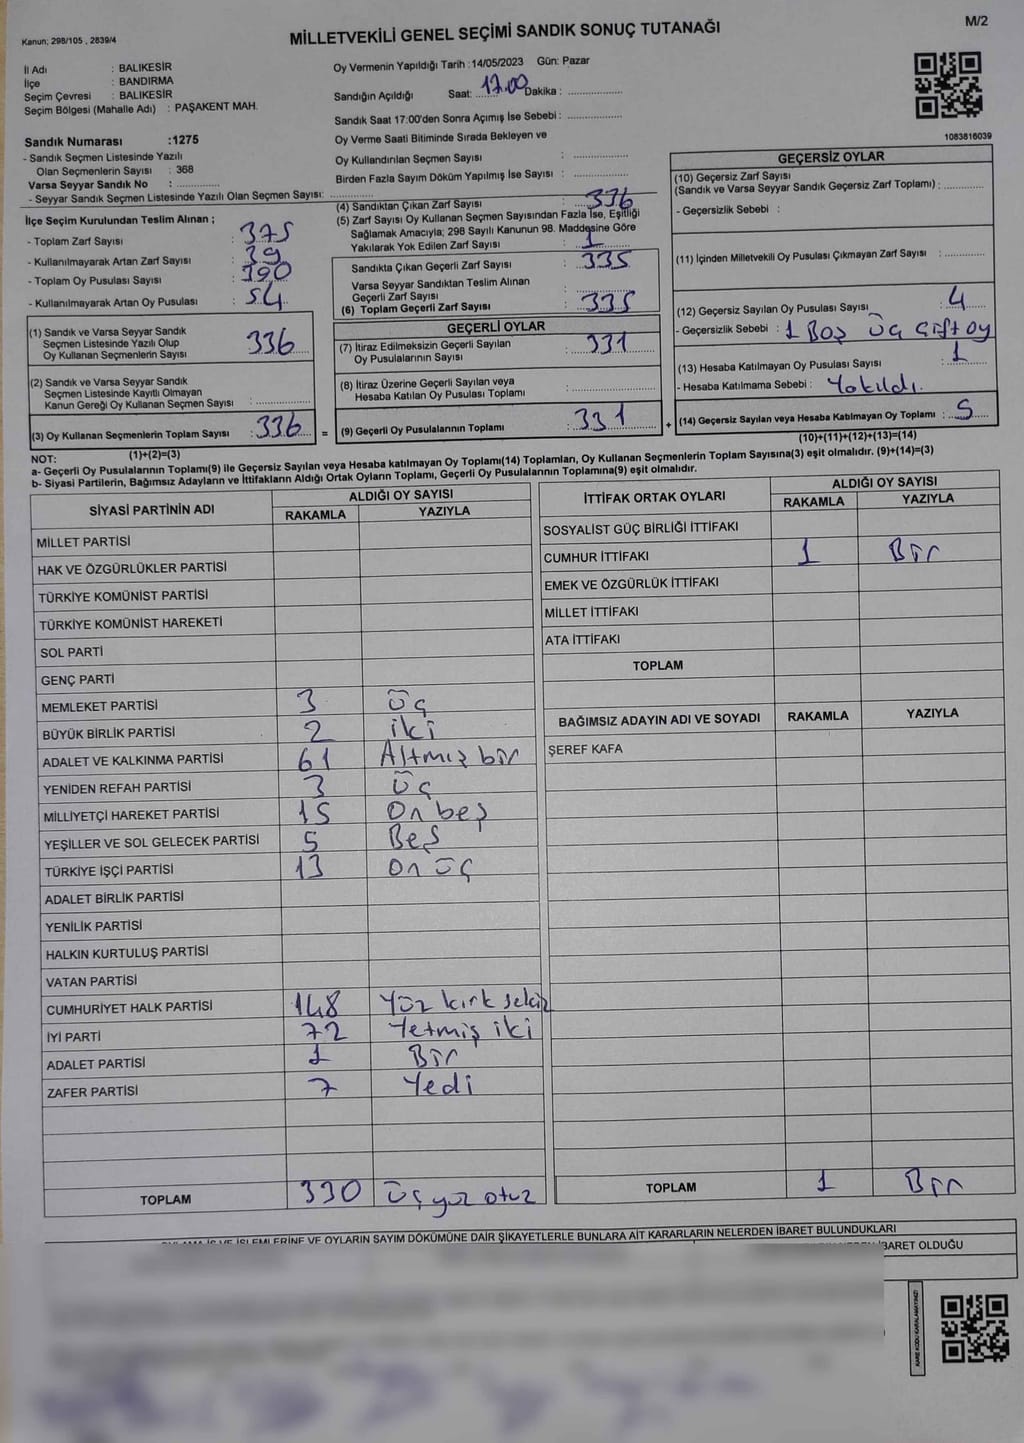 Kanun; 298/105 , 2839/4
MİLLETVEKİLİ GENEL SEÇİMİ SANDIK SONUÇ TUTANAĞI
M/2
İl Adı : BALIKESİR
İlçe : BANDIRMA
Seçim Çevresi : BALIKESİR
Seçim Bölgesi (Mahalle Adı) : PAŞAKENT MAH.
Oy Vermenin Yapıldığı Tarih :14/05/2023 Gün: Pazar
Sandığın Açıldığı Saat: 17.00 Dakika :
Sandık Saat 17:00'den Sonra Açımış İse Sebebi :
Oy Verme Saati Bitiminde Sırada Bekleyen ve
Oy Kullandırılan Seçmen Sayısı :
Birden Fazla Sayım Döküm Yapılmış İse Sayısı :
1083816039
Sandık Numarası :1275
- Sandık Seçmen Listesinde Yazılı
Olan Seçmenlerin Sayısı : 368
Varsa Seyyar Sandık No :
- Seyyar Sandık Seçmen Listesinde Yazılı Olan Seçmen Sayısı:
İlçe Seçim Kurulundan Teslim Alınan ;
- Toplam Zarf Sayısı : 375
- Kullanılmayarak Artan Zarf Sayısı : 39
- Toplam Oy Pusulası Sayısı : 390
- Kullanılmayarak Artan Oy Pusulası : 54
(1) Sandık ve Varsa Seyyar Sandık
Seçmen Listesinde Yazılı Olup
Oy Kullanan Seçmenlerin Sayısı : 336
(2) Sandık ve Varsa Seyyar Sandık
Seçmen Listesinde Kayıtlı Olmayan
Kanun Gereği Oy Kullanan Seçmen Sayısı :
(3) Oy Kullanan Seçmenlerin Toplam Sayısı : 336 =
(4) Sandıktan Çıkan Zarf Sayısı : 336
(5) Zarf Sayısı Oy Kullanan Seçmen Sayısından Fazla İse, Eşitliği
Sağlamak Amacıyla; 298 Sayılı Kanunun 98. Maddesine Göre
Yakılarak Yok Edilen Zarf Sayısı : 1
Sandıkta Çıkan Geçerli Zarf Sayısı : 335
Varsa Seyyar Sandıktan Teslim Alınan
Geçerli Zarf Sayısı :
(6) Toplam Geçerli Zarf Sayısı : 335
GEÇERLİ OYLAR
(7) İtiraz Edilmeksizin Geçerli Sayılan
Oy Pusulalarının Sayısı : 331
(8) İtiraz Üzerine Geçerli Sayılan veya
Hesaba Katılan Oy Pusulası Toplamı :
(9) Geçerli Oy Pusulalarının Toplamı : 331 +
GEÇERSİZ OYLAR
(10) Geçersiz Zarf Sayısı
(Sandık ve Varsa Seyyar Sandık Geçersiz Zarf Toplamı) :
- Geçersizlik Sebebi :
(11) İçinden Milletvekili Oy Pusulası Çıkmayan Zarf Sayısı :
(12) Geçersiz Sayılan Oy Pusulası Sayısı : 4
- Geçersizlik Sebebi : 1 Boş üç çift oy
(13) Hesaba Katılmayan Oy Pusulası Sayısı : 1
- Hesaba Katılmama Sebebi : Yakıldı.
(14) Geçersiz Sayılan veya Hesaba Katılmayan Oy Toplamı : 5
NOT: (1)+(2)=(3)
(10)+(11)+(12)+(13)=(14)
a- Geçerli Oy Pusulalarının Toplamı(9) ile Geçersiz Sayılan veya Hesaba katılmayan Oy Toplamı(14) Toplamları, Oy Kullanan Seçmenlerin Toplam Sayısına(3) eşit olmalıdır. (9)+(14)=(3)
b- Siyasi Partilerin, Bağımsız Adayların ve İttifakların Aldığı Ortak Oyların Toplamı, Geçerli Oy Pusulalarının Toplamına(9) eşit olmalıdır.
SİYASİ PARTİNİN ADI ALDIĞI OY SAYISI
RAKAMLA YAZIYLA
MİLLET PARTİSİ
HAK VE ÖZGÜRLÜKLER PARTİSİ
TÜRKİYE KOMÜNİST PARTİSİ
TÜRKİYE KOMÜNİST HAREKETİ
SOL PARTİ
GENÇ PARTİ
MEMLEKET PARTİSİ 3 Üç
BÜYÜK BİRLİK PARTİSİ 2 iki
ADALET VE KALKINMA PARTİSİ 61 Altmış bir
YENİDEN REFAH PARTİSİ 3 Üç
MİLLİYETÇİ HAREKET PARTİSİ 15 On beş
YEŞİLLER VE SOL GELECEK PARTİSİ 5 Beş
TÜRKİYE İŞÇİ PARTİSİ 13 On üç
ADALET BİRLİK PARTİSİ
YENİLİK PARTİSİ
HALKIN KURTULUŞ PARTİSİ
VATAN PARTİSİ
CUMHURİYET HALK PARTİSİ 148 Yüz kırk sekiz
İYİ PARTİ 72 Yetmiş iki
ADALET PARTİSİ 1 Bir
ZAFER PARTİSİ 7 Yedi
TOPLAM 330 Üç yüz otuz
İTTİFAK ORTAK OYLARI ALDIĞI OY SAYISI
RAKAMLA YAZIYLA
SOSYALİST GÜÇ BİRLİĞİ İTTİFAKI
CUMHUR İTTİFAKI 1 Bir
EMEK VE ÖZGÜRLÜK İTTİFAKI
MİLLET İTTİFAKI
ATA İTTİFAKI
TOPLAM
BAĞIMSIZ ADAYIN ADI VE SOYADI RAKAMLA YAZIYLA
ŞEREF KAFA
TOPLAM 1 Bir
VE İŞLEMLERİNE VE OYLARIN SAYIM DÖKÜMÜNE DAİR ŞİKAYETLERLE BUNLARA AİT KARARLARIN NELERDEN İBARET BULUNDUKLARI
İBARET OLDUĞU
KARE KODU KARALAMAYINIZ!